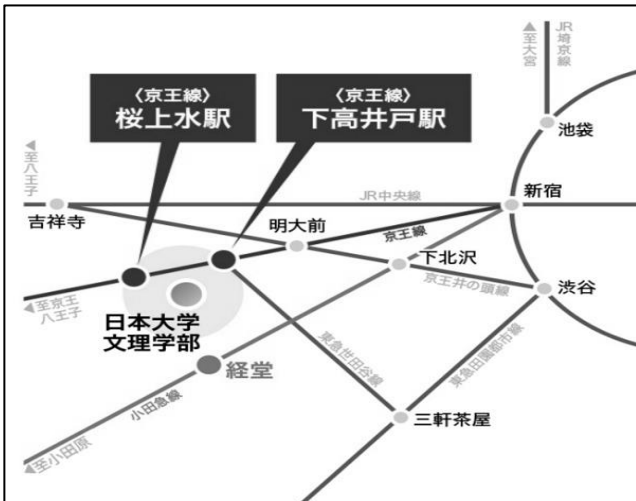 〈京王線〉
桜上水駅
〈京王線〉
下高井戸駅
▲至大宮
JR埼京線
池袋
◀至八王子
JR中央線
新宿
吉祥寺
明大前
京王線
下北沢
京王井の頭線
渋谷
◀至京王
八王子
日本大学
文理学部
経堂
東急世田谷線
東急田園都市線
小田急線
三軒茶屋
◀至小田原